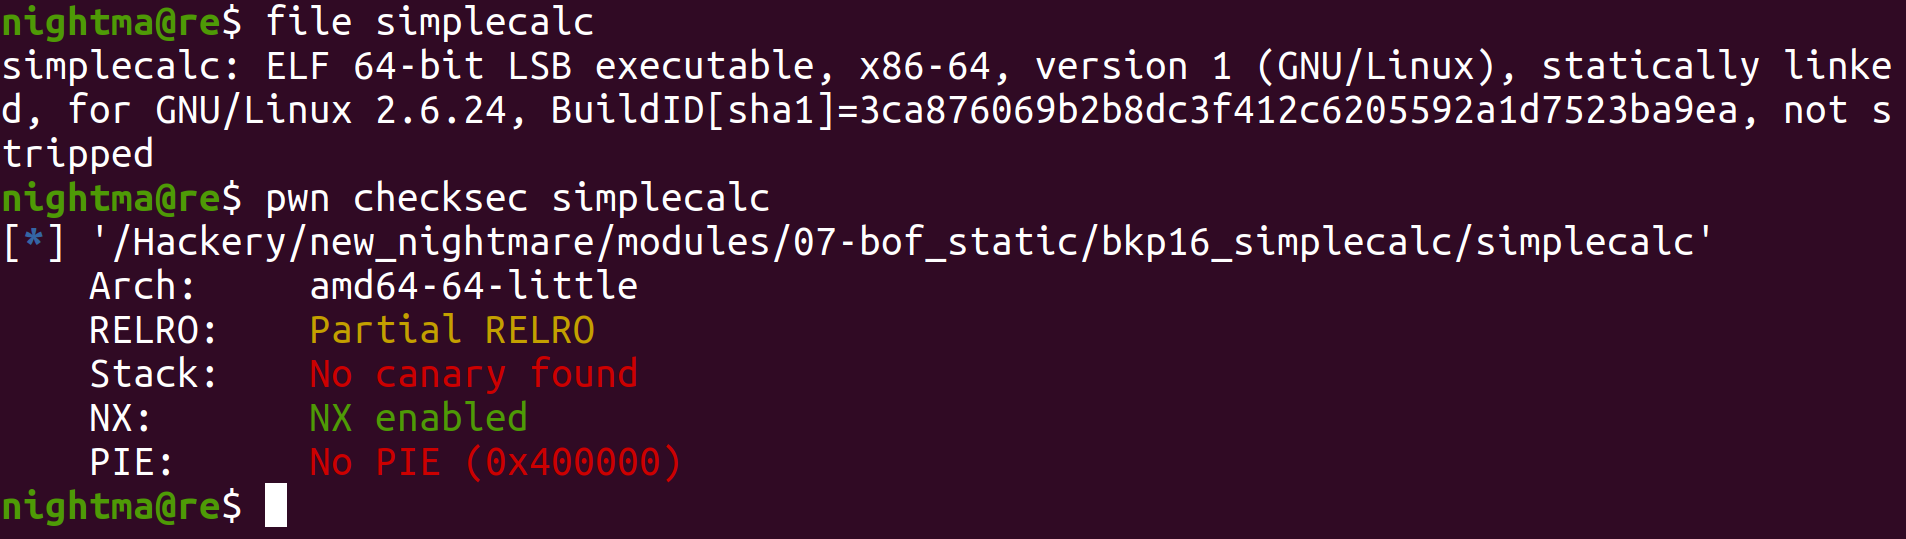 nightma@re$ file simplecalc
simplecalc: ELF 64-bit LSB executable, x86-64, version 1 (GNU/Linux), statically linke
d, for GNU/Linux 2.6.24, BuildID[sha1]=3ca876069b2b8dc3f412c6205592a1d7523ba9ea, not s
tripped
nightma@re$ pwn checksec simplecalc
[*] '/Hackery/new_nightmare/modules/07-bof_static/bkp16_simplecalc/simplecalc'
    Arch:     amd64-64-little
    RELRO:    Partial RELRO
    Stack:    No canary found
    NX:       NX enabled
    PIE:      No PIE (0x400000)
nightma@re$